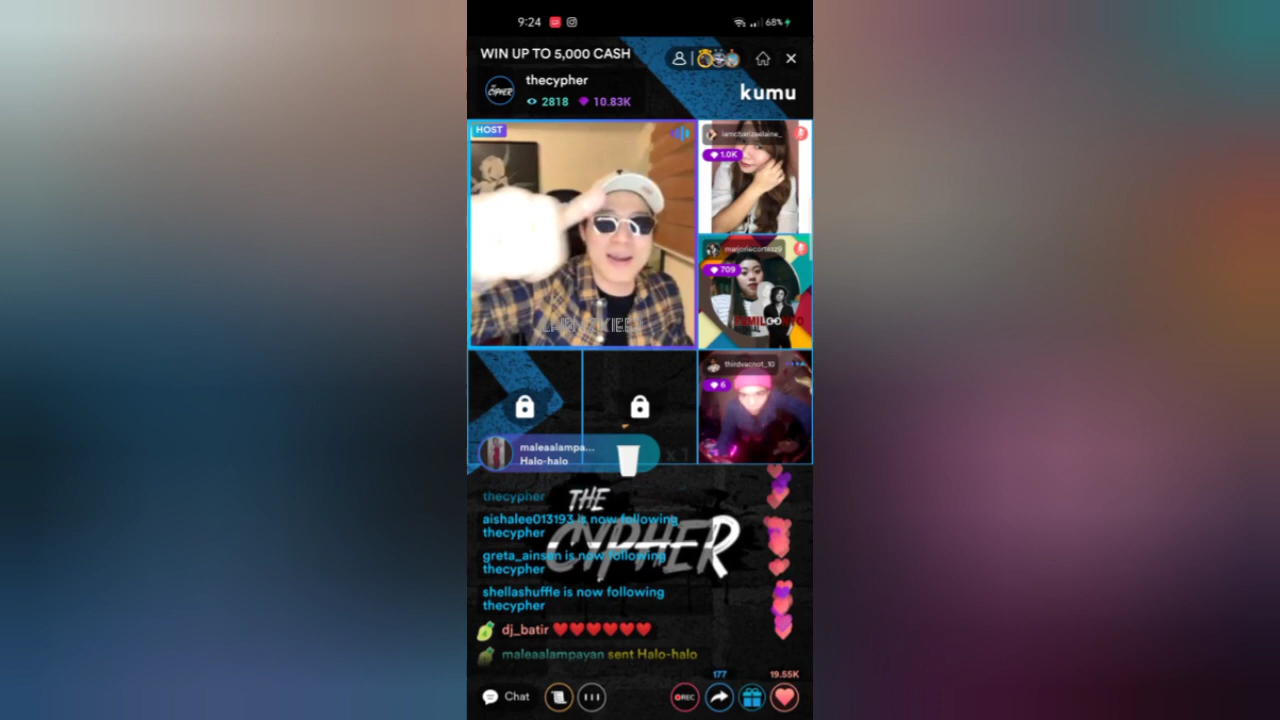 9:24
68%
WIN UP TO 5,000 CASH
thecypher
2818 10.83K
kumu
HOST
1.0K
marjoriecortezz9
709
thirdvacnot_10
6
maleaalampa...
Halo-halo
x1
thecypher
THE
CYPHER
aishalee013193 is now following
thecypher
greta_ainsen is now following
thecypher
shellashuffle is now following
thecypher
dj_batir
maleaalampayan sent Halo-halo
177
19.55K
Chat
REC